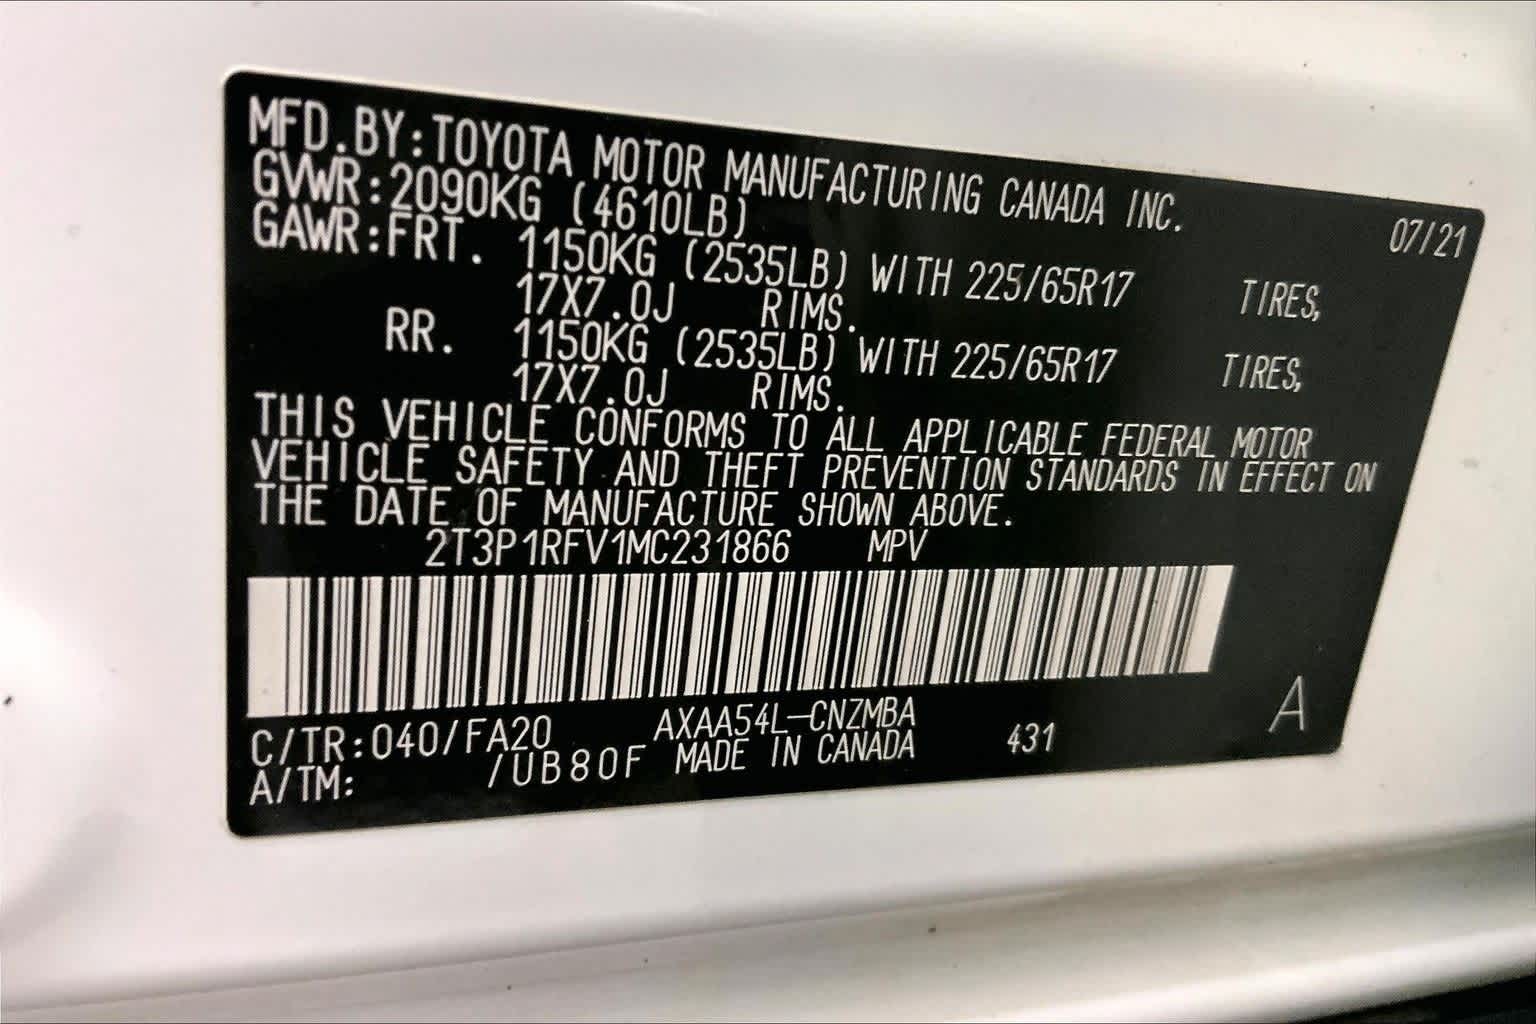 MFD.BY:TOYOTA MOTOR MANUFACTURING CANADA INC. 07/21
GVWR:2090KG (4610LB)
GAWR:FRT. 1150KG (2535LB) WITH 225/65R17 TIRES,
17X7.0J RIMS.
RR. 1150KG (2535LB) WITH 225/65R17 TIRES,
17X7.0J RIMS.
THIS VEHICLE CONFORMS TO ALL APPLICABLE FEDERAL MOTOR
VEHICLE SAFETY AND THEFT PREVENTION STANDARDS IN EFFECT ON
THE DATE OF MANUFACTURE SHOWN ABOVE.
2T3P1RFV1MC231866 MPV
C/TR:040/FA20 AXAA54L-CNZMBA 431 A
A/TM: /UB80F MADE IN CANADA